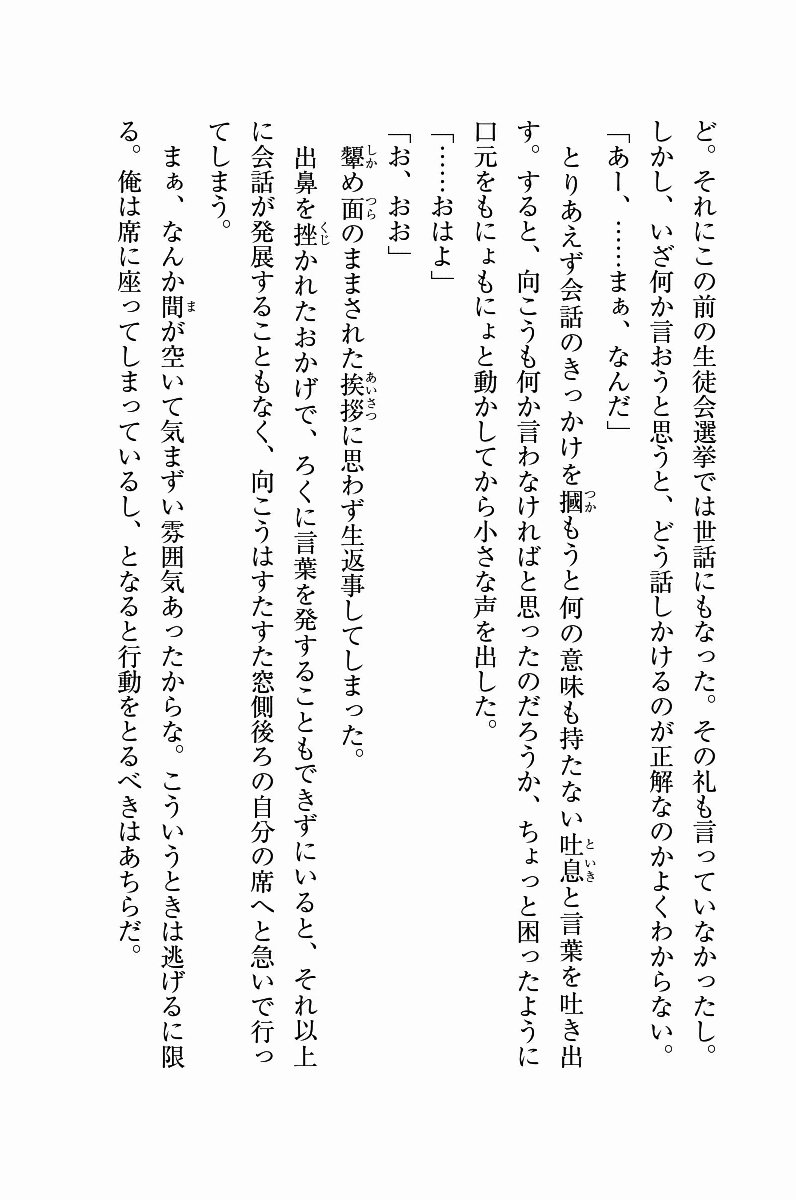 ど。それにこの前の生徒会選挙では世話にもなった。その礼も言っていなかったし。
しかし、いざ何か言おうと思うと、どう話しかけるのが正解なのかよくわからない。
「あー、……まぁ、なんだ」
とりあえず会話のきっかけを摑もうと何の意味も持たない吐息と言葉を吐き出
す。すると、向こうも何か言わなければと思ったのだろうか、ちょっと困ったように
口元をもにょもにょと動かしてから小さな声を出した。
「……おはよ」
「お、おお」
顰め面のままされた挨拶に思わず生返事してしまった。
出鼻を挫かれたおかげで、ろくに言葉を発することもできずにいると、それ以上
に会話が発展することもなく、向こうはすたすた窓側後ろの自分の席へと急いで行っ
てしまう。
まぁ、なんか間が空いて気まずい雰囲気あったからな。こういうときは逃げるに限
る。俺は席に座ってしまっているし、となると行動をとるべきはあちらだ。